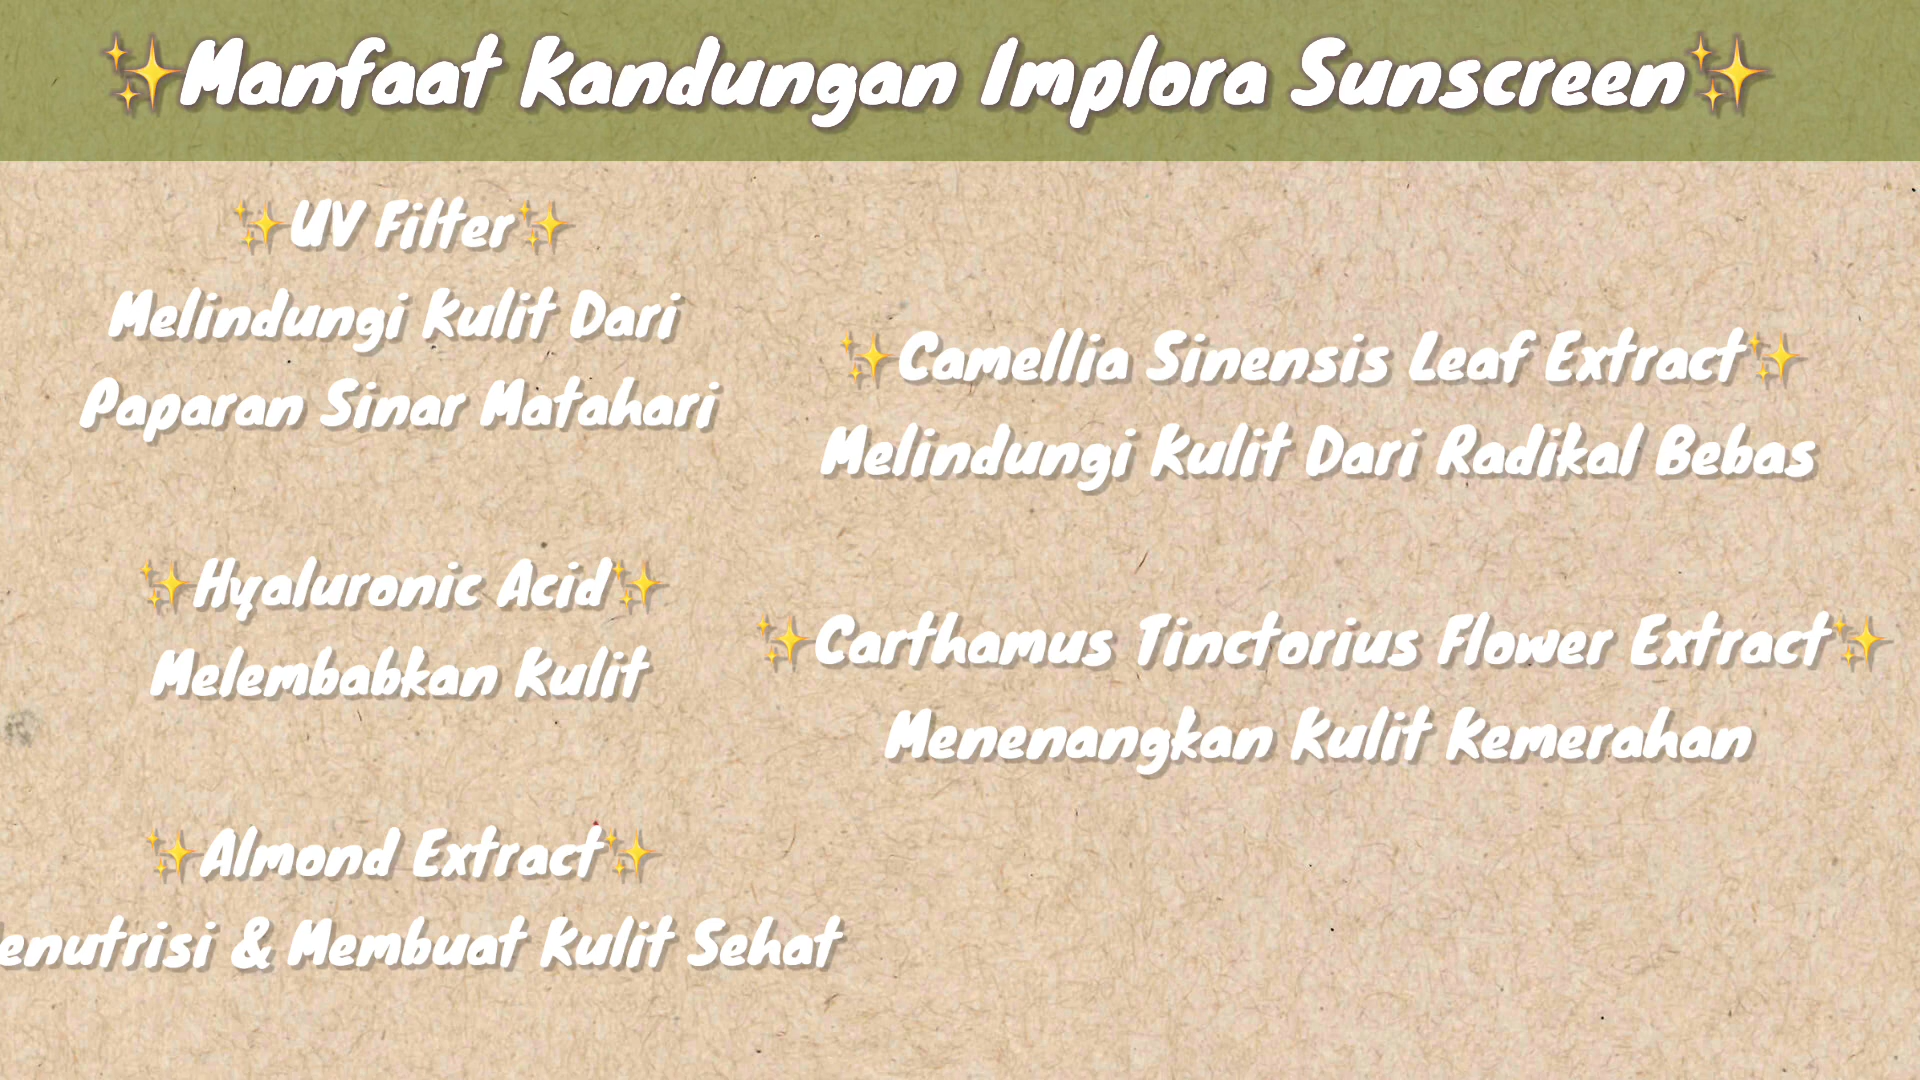 ✨Manfaat Kandungan Implora Sunscreen✨
✨UV Filter✨
Melindungi Kulit Dari
Paparan Sinar Matahari
✨Hyaluronic Acid✨
Melembabkan Kulit
✨Almond Extract✨
enutrisi & Membuat Kulit Sehat
✨Camellia Sinensis Leaf Extract✨
Melindungi Kulit Dari Radikal Bebas
✨Carthamus Tinctorius Flower Extract✨
Menenangkan Kulit Kemerahan